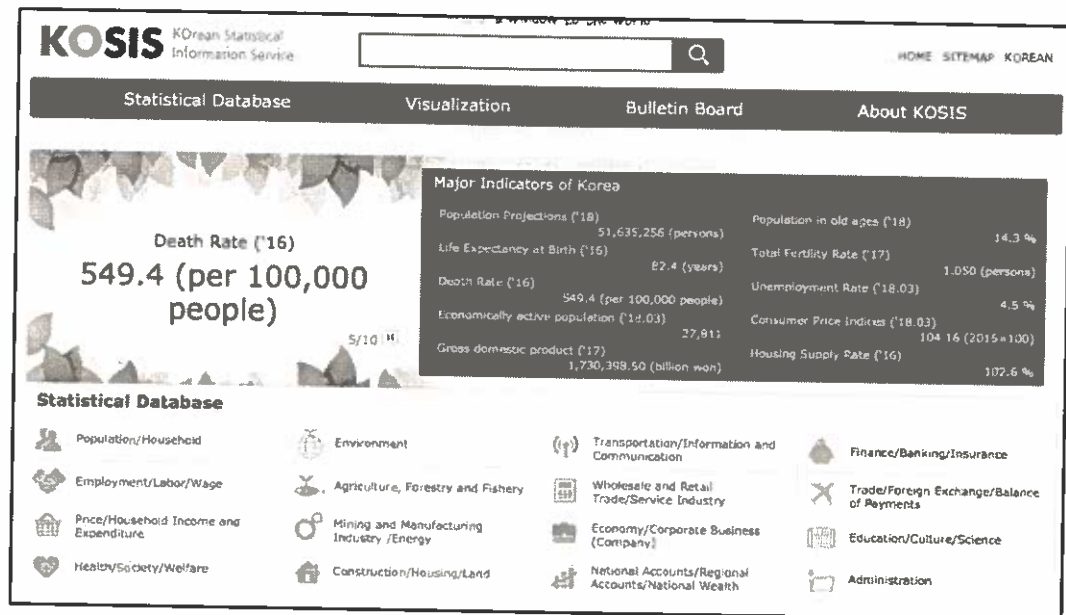 a window to the world
KOSIS KOrean Statistical
Information Service
HOME SITEMAP KOREAN
Statistical Database Visualization Bulletin Board About KOSIS
Death Rate ('16)
549.4 (per 100,000
people)
5/10
Major Indicators of Korea
Population Projections ('18)
51,635,256 (persons)
Life Expectancy at Birth ('16)
82.4 (years)
Death Rate ('16)
549.4 (per 100,000 people)
Economically active population ('18.03)
27,811
Gross domestic product ('17)
1,730,398.50 (billion won)
Population in old ages ('18)
14.3 %
Total Fertility Rate ('17)
1.050 (persons)
Unemployment Rate ('18.03)
4.5 %
Consumer Price Indices ('18.03)
104.16 (2015=100)
Housing Supply Rate ('16)
102.6 %
Statistical Database
Population/Household
Employment/Labor/Wage
Price/Household Income and
Expenditure
Health/Society/Welfare
Environment
Agriculture, Forestry and Fishery
Mining and Manufacturing
Industry /Energy
Construction/Housing/Land
Transportation/Information and
Communication
Wholesale and Retail
Trade/Service Industry
Economy/Corporate Business
(Company)
National Accounts/Regional
Accounts/National Wealth
Finance/Banking/Insurance
Trade/Foreign Exchange/Balance
of Payments
Education/Culture/Science
Administration